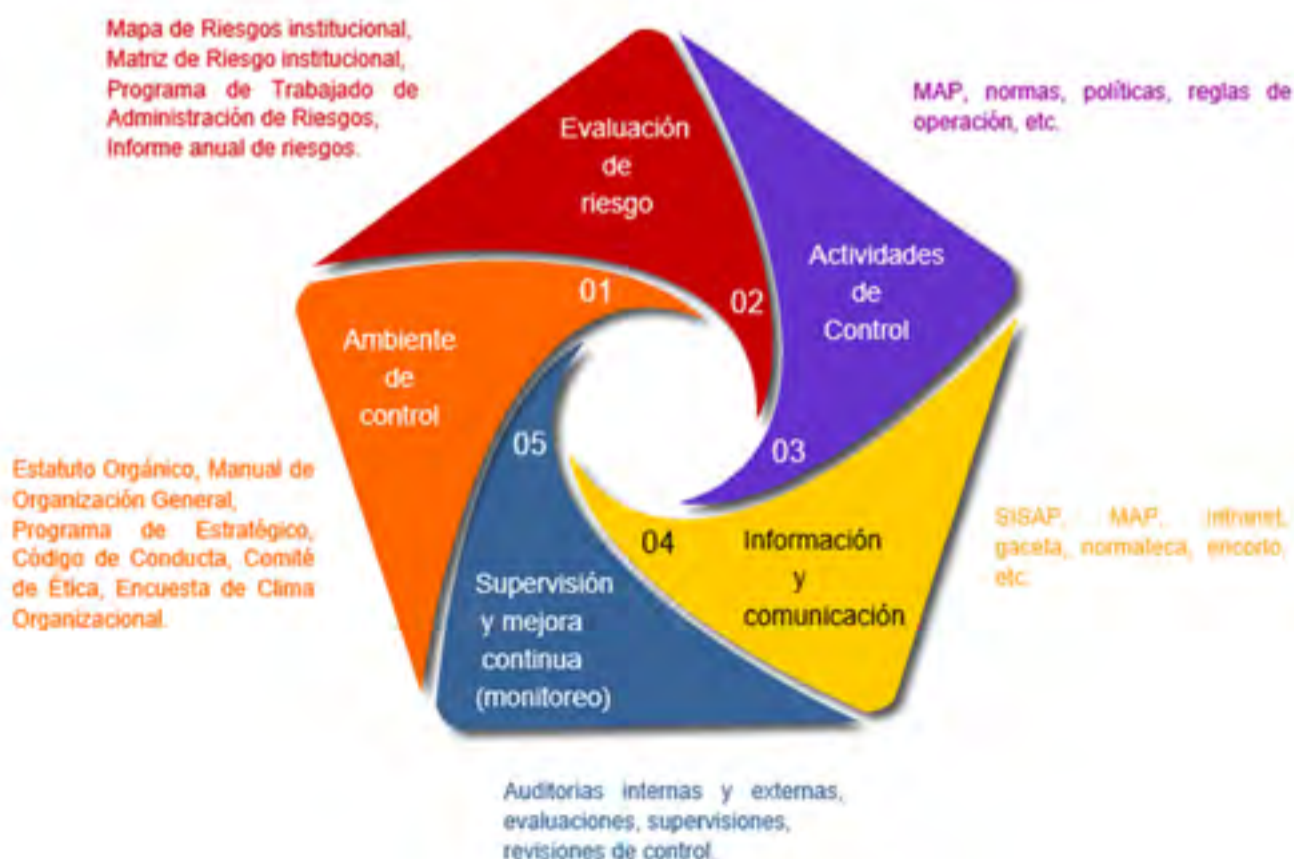 Mapa de Riesgos institucional,
Matriz de Riesgo institucional,
Programa de Trabajado de
Administración de Riesgos,
Informe anual de riesgos.
MAP, normas, políticas, reglas de
operación, etc.
Evaluación
de
riesgo
02
Actividades
de
Control
03
01
Ambiente
de
control
Estatuto Orgánico, Manual de
Organización General,
Programa de Estratégico,
Código de Conducta, Comité
de Ética, Encuesta de Clima
Organizacional.
SISAP, MAP, intranet,
gaceta, normateca, encorto,
etc.
04
Información
y
comunicación
05
Supervisión
y mejora
continua
(monitoreo)
Auditorias internas y externas,
evaluaciones, supervisiones,
revisiones de control.